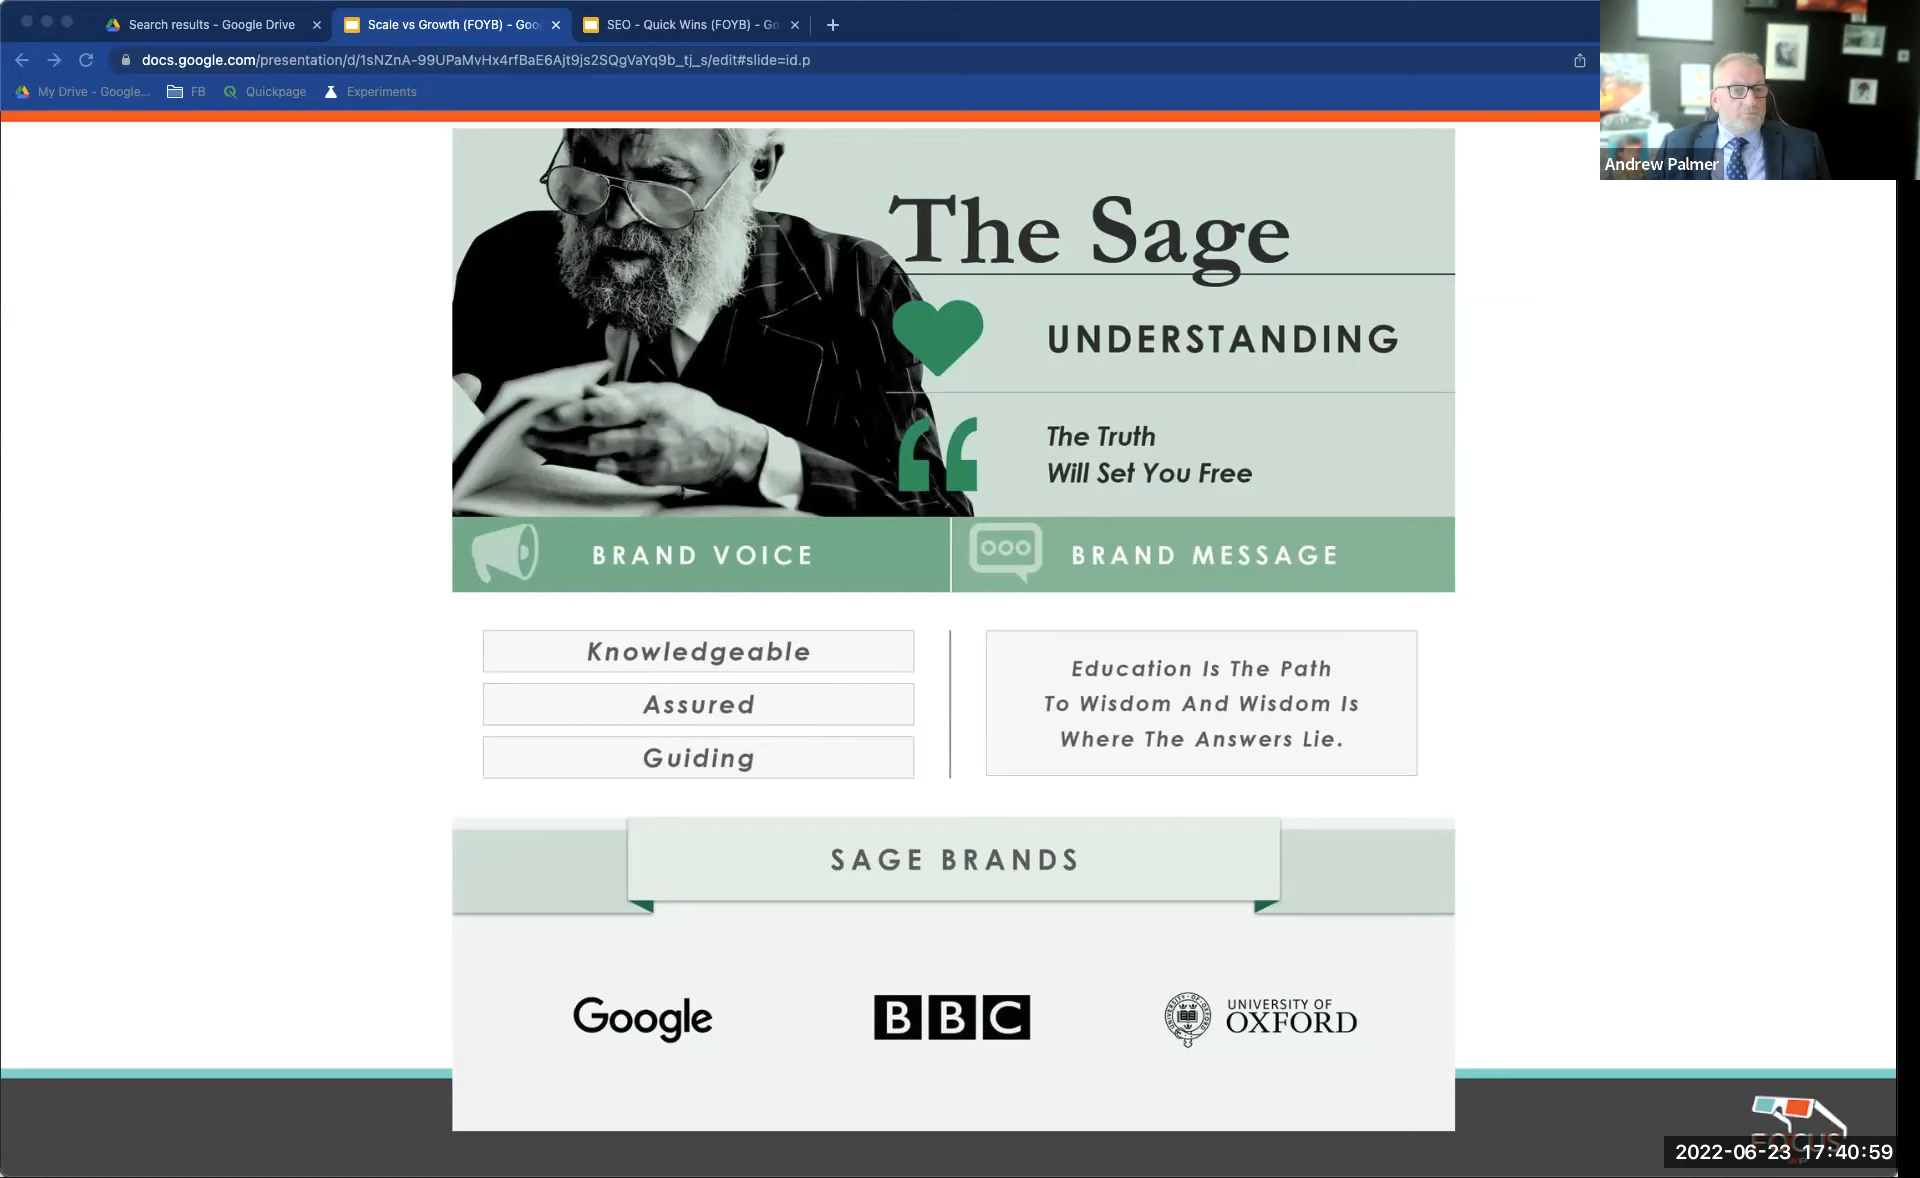 Search results - Google Drive
Scale vs Growth (FOYB) - Goo
SEO - Quick Wins (FOYB) - Go
docs.google.com/presentation/d/1sNZnA-99UPaMvHx4rfBaE6Ajt9js2SQgVaYq9b_tj_s/edit#slide=id.p
My Drive - Google...
FB
Quickpage
Experiments
Andrew Palmer
The Sage
UNDERSTANDING
The Truth
Will Set You Free
BRAND VOICE
BRAND MESSAGE
Knowledgeable
Assured
Guiding
Education Is The Path
To Wisdom And Wisdom Is
Where The Answers Lie.
SAGE BRANDS
Google
BBC
UNIVERSITY OF
OXFORD
FOCUS
2022-06-23 17:40:59